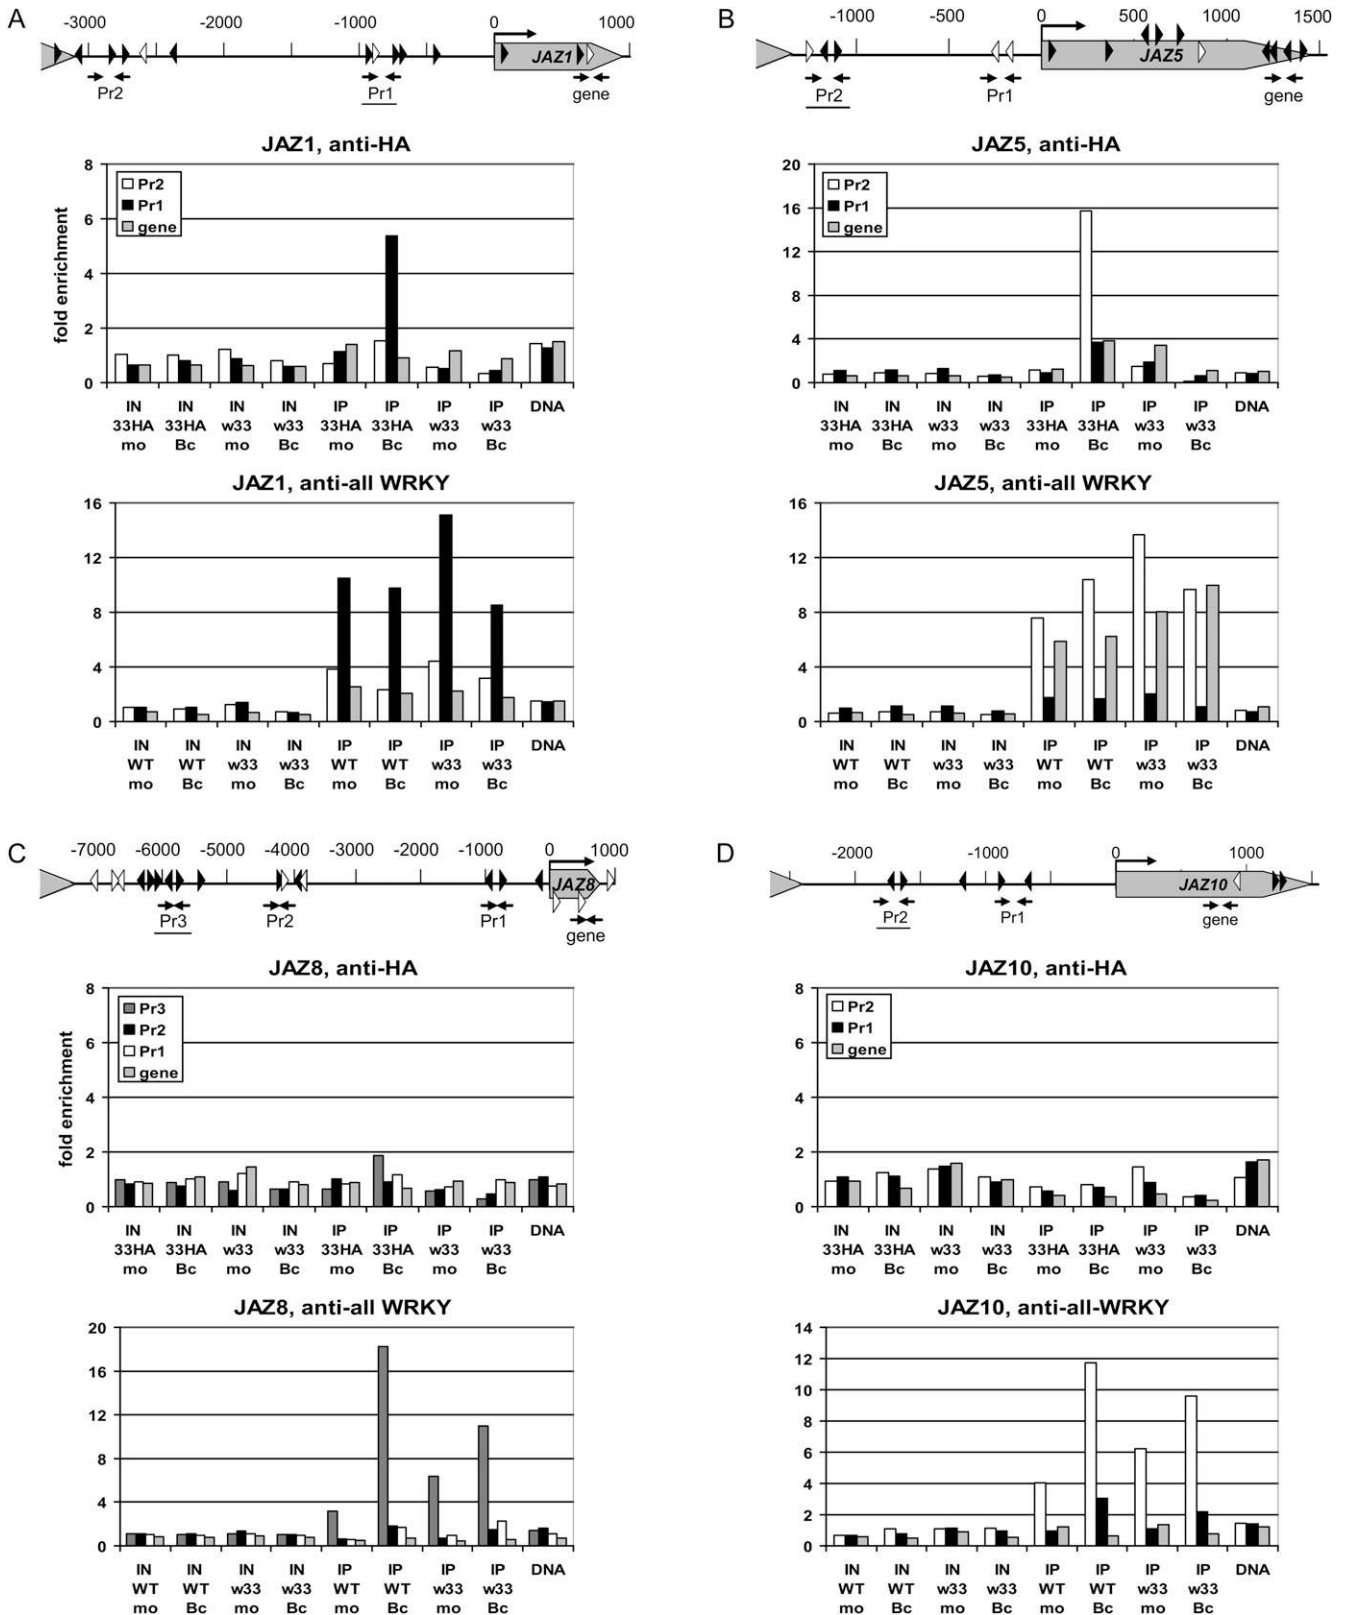 A
-3000 -2000 -1000 0 1000
JAZ1
Pr2 Pr1 gene
JAZ1, anti-HA
fold enrichment
8
6
4
2
0
Pr2
Pr1
gene
IN IN IN IN IP IP IP IP DNA
33HA 33HA w33 w33 33HA 33HA w33 w33
mo Bc mo Bc mo Bc mo Bc
JAZ1, anti-all WRKY
16
12
8
4
0
IN IN IN IN IP IP IP IP DNA
WT WT w33 w33 WT WT w33 w33
mo Bc mo Bc mo Bc mo Bc
B
-1000 -500 0 500 1000 1500
JAZ5
Pr2 Pr1 gene
JAZ5, anti-HA
20
16
12
8
4
0
Pr2
Pr1
gene
IN IN IN IN IP IP IP IP DNA
33HA 33HA w33 w33 33HA 33HA w33 w33
mo Bc mo Bc mo Bc mo Bc
JAZ5, anti-all WRKY
16
12
8
4
0
IN IN IN IN IP IP IP IP DNA
WT WT w33 w33 WT WT w33 w33
mo Bc mo Bc mo Bc mo Bc
C
-7000 -6000 -5000 -4000 -3000 -2000 -1000 0 1000
JAZ8
Pr3 Pr2 Pr1 gene
JAZ8, anti-HA
fold enrichment
8
6
4
2
0
Pr3
Pr2
Pr1
gene
IN IN IN IN IP IP IP IP DNA
33HA 33HA w33 w33 33HA 33HA w33 w33
mo Bc mo Bc mo Bc mo Bc
JAZ8, anti-all WRKY
20
16
12
8
4
0
IN IN IN IN IP IP IP IP DNA
WT WT w33 w33 WT WT w33 w33
mo Bc mo Bc mo Bc mo Bc
D
-2000 -1000 0 1000
JAZ10
Pr2 Pr1 gene
JAZ10, anti-HA
8
6
4
2
0
Pr2
Pr1
gene
IN IN IN IN IP IP IP IP DNA
33HA 33HA w33 w33 33HA 33HA w33 w33
mo Bc mo Bc mo Bc mo Bc
JAZ10, anti-all-WRKY
14
12
10
8
6
4
2
0
IN IN IN IN IP IP IP IP DNA
WT WT w33 w33 WT WT w33 w33
mo Bc mo Bc mo Bc mo Bc